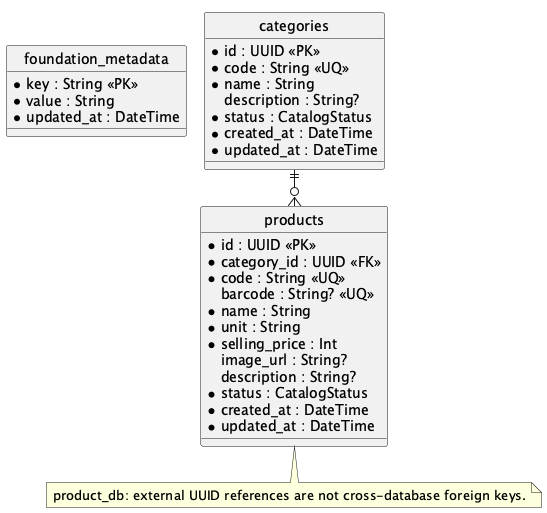 foundation_metadata
key : String «PK»
value : String
updated_at : DateTime
categories
id : UUID «PK»
code : String «UQ»
name : String
description : String?
status : CatalogStatus
created_at : DateTime
updated_at : DateTime
products
id : UUID «PK»
category_id : UUID «FK»
code : String «UQ»
barcode : String? «UQ»
name : String
unit : String
selling_price : Int
image_url : String?
description : String?
status : CatalogStatus
created_at : DateTime
updated_at : DateTime
product_db: external UUID references are not cross-database foreign keys.